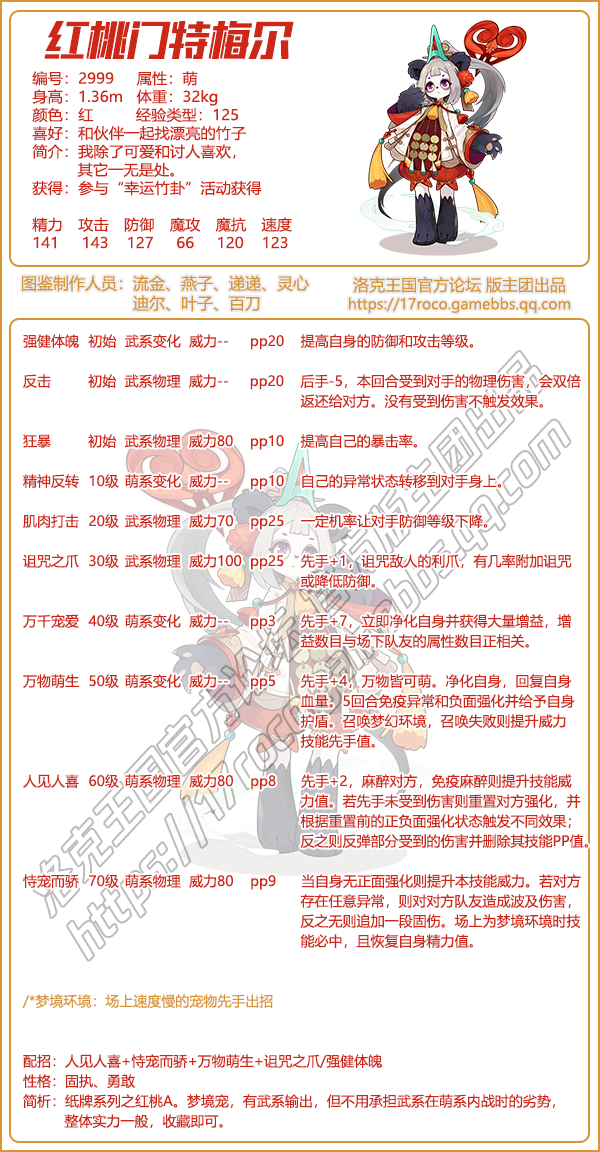 红桃门特梅尔
编号：2999 属性：萌
身高：1.36m 体重：32kg
颜色：红 经验类型：125
喜好：和伙伴一起找漂亮的竹子
简介：我除了可爱和讨人喜欢，
其它一无是处。
获得：参与“幸运竹卦”活动获得
精力 攻击 防御 魔攻 魔抗 速度
141 143 127 66 120 123
图鉴制作人员：流金、燕子、递递、灵心
迪尔、叶子、百刀
洛克王国官方论坛 版主团出品
https://17roco.gamebbs.qq.com
强健体魄 初始 武系变化 威力-- pp20 提高自身的防御和攻击等级。
反击 初始 武系物理 威力-- pp20 后手-5，本回合受到对手的物理伤害，会双倍
返还给对方。没有受到伤害不触发效果。
狂暴 初始 武系物理 威力80 pp10 提高自己的暴击率。
精神反转 10级 萌系变化 威力-- pp10 自己的异常状态转移到对手身上。
肌肉打击 20级 武系物理 威力70 pp25 一定机率让对手防御等级下降。
诅咒之爪 30级 武系物理 威力100 pp25 先手+1，诅咒敌人的利爪，有几率附加诅咒
或降低防御。
万千宠爱 40级 萌系变化 威力-- pp3 先手+7，立即净化自身并获得大量增益，增
益数目与场下队友的属性数目正相关。
万物萌生 50级 萌系变化 威力-- pp5 先手+4，万物皆可萌。净化自身，回复自身
血量。5回合免疫异常和负面强化并给予自身
护盾。召唤梦幻环境，召唤失败则提升威力
技能先手值。
人见人喜 60级 萌系物理 威力80 pp8 先手+2，麻醉对方，免疫麻醉则提升技能威
力值。若先手未受到伤害则重置对方强化，并
根据重置前的正负面强化状态触发不同效果；
反之则反弹部分受到的伤害并删除其技能PP值。
恃宠而骄 70级 萌系物理 威力80 pp9 当自身无正面强化则提升本技能威力。若对方
存在任意异常，则对对方队友造成波及伤害，
反之无则追加一段固伤。场上为梦境环境时技
能必中，且恢复自身精力值。
/*梦境环境：场上速度慢的宠物先手出招
配招：人见人喜+恃宠而骄+万物萌生+诅咒之爪/强健体魄
性格：固执、勇敢
简析：纸牌系列之红桃A。梦境宠，有武系输出，但不用承担武系在萌系内战时的劣势，
整体实力一般，收藏即可。
洛克王国官方论坛版主团出品
https://17roco.gamebbs.qq.com